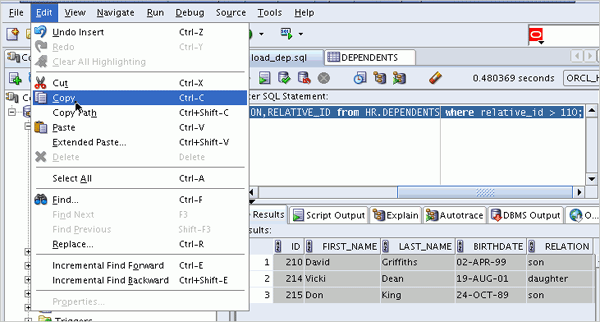 File Edit View Navigate Run Debug Source Tools Help
Undo Insert Ctrl-Z
Redo Ctrl-Y
Clear All Highlighting
Cut Ctrl-X
Copy Ctrl-C
Copy Path Ctrl+Shift-C
Paste Ctrl-V
Extended Paste... Ctrl+Shift-V
Delete Delete
Select All Ctrl-A
Find... Ctrl-F
Find Next F3
Find Previous Shift-F3
Replace... Ctrl-R
Incremental Find Forward Ctrl-E
Incremental Find Backward Ctrl+Shift-E
Properties...
Triggers
load_dep.sql DEPENDENTS
0.480369 seconds ORCL_H
ter SQL Statement:
ON,RELATIVE_ID from HR.DEPENDENTS where relative_id > 110;
Results Script Output Explain Autotrace DBMS Output O...
sults:
ID FIRST_NAME LAST_NAME BIRTHDATE RELATION
1 210 David Griffiths 02-APR-99 son
2 214 Vicki Dean 19-AUG-01 daughter
3 215 Don King 24-OCT-89 son